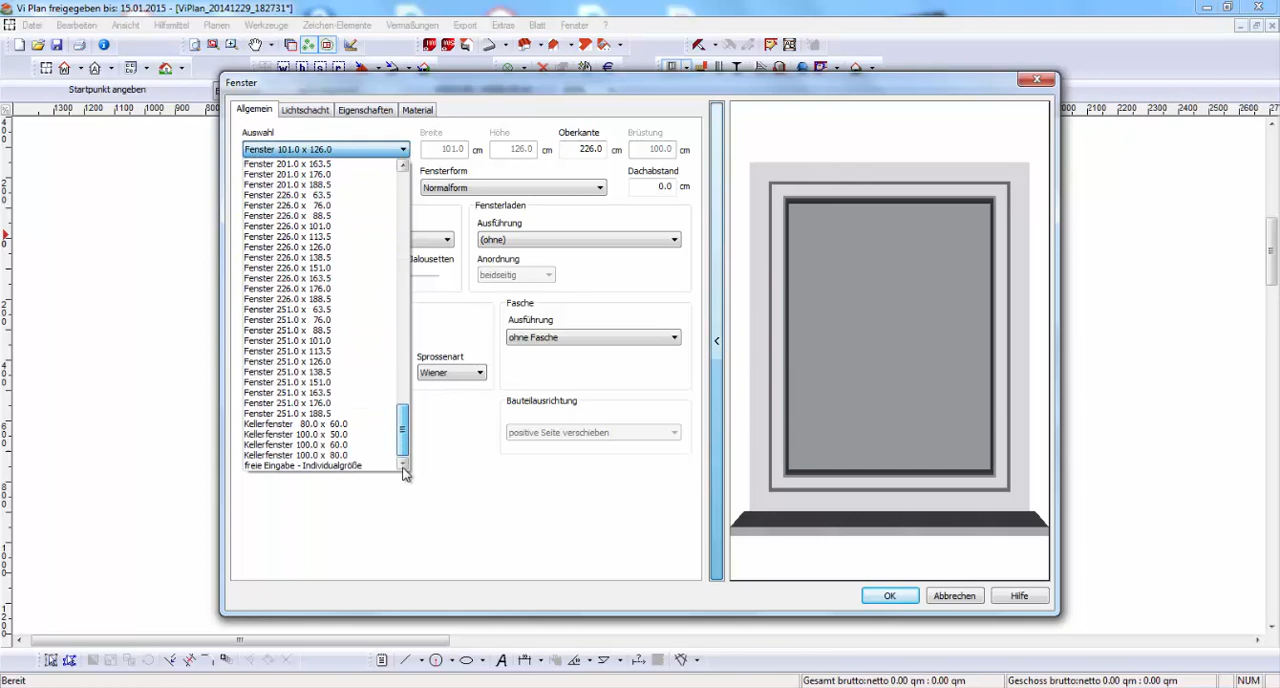 Vi Plan freigegeben bis: 15.01.2015 - [ViPlan_20141229_182731*]
Datei Bearbeiten Ansicht Hilfsmittel Planen Werkzeuge Zeichen-Elemente Vermaßungen Export Extras Blatt Fenster ?
Startpunkt angeben
Fenster
1300 1200 1100 1000 900
2100 2200 2300 2400 2500
Allgemein Lichtschacht Eigenschaften Material
Auswahl Breite Höhe Oberkante Brüstung
Fenster 101.0 x 126.0 101.0 cm 126.0 cm 226.0 cm 100.0 cm
Fenster 201.0 x 163.5
Fensterform Dachabstand
Fenster 201.0 x 176.0
Fenster 201.0 x 188.5
Normalform 0.0 cm
Fenster 226.0 x 63.5
Fenster 226.0 x 76.0
Fensterladen
Fenster 226.0 x 88.5
Ausführung
Fenster 226.0 x 101.0
Fenster 226.0 x 113.5
(ohne)
Fenster 226.0 x 126.0
Fenster 226.0 x 138.5
alousetten Anordnung
Fenster 226.0 x 151.0
beidseitig
Fenster 226.0 x 163.5
Fenster 226.0 x 176.0
Fenster 226.0 x 188.5
Fasche
Fenster 251.0 x 63.5
Fenster 251.0 x 76.0
Ausführung
Fenster 251.0 x 88.5
ohne Fasche
Fenster 251.0 x 101.0
Fenster 251.0 x 113.5
Sprossenart
Fenster 251.0 x 126.0
Fenster 251.0 x 138.5
Wiener
Fenster 251.0 x 151.0
Fenster 251.0 x 163.5
Fenster 251.0 x 176.0
Bauteilausrichtung
Fenster 251.0 x 188.5
Kellerfenster 80.0 x 60.0
Kellerfenster 100.0 x 50.0
positive Seite verschieben
Kellerfenster 100.0 x 60.0
Kellerfenster 100.0 x 80.0
freie Eingabe - Individualgröße
OK Abbrechen Hilfe
Bereit
Gesamt brutto:netto 0.00 qm : 0.00 qm
Geschoss brutto:netto 0.00 qm : 0.00 qm
NUM